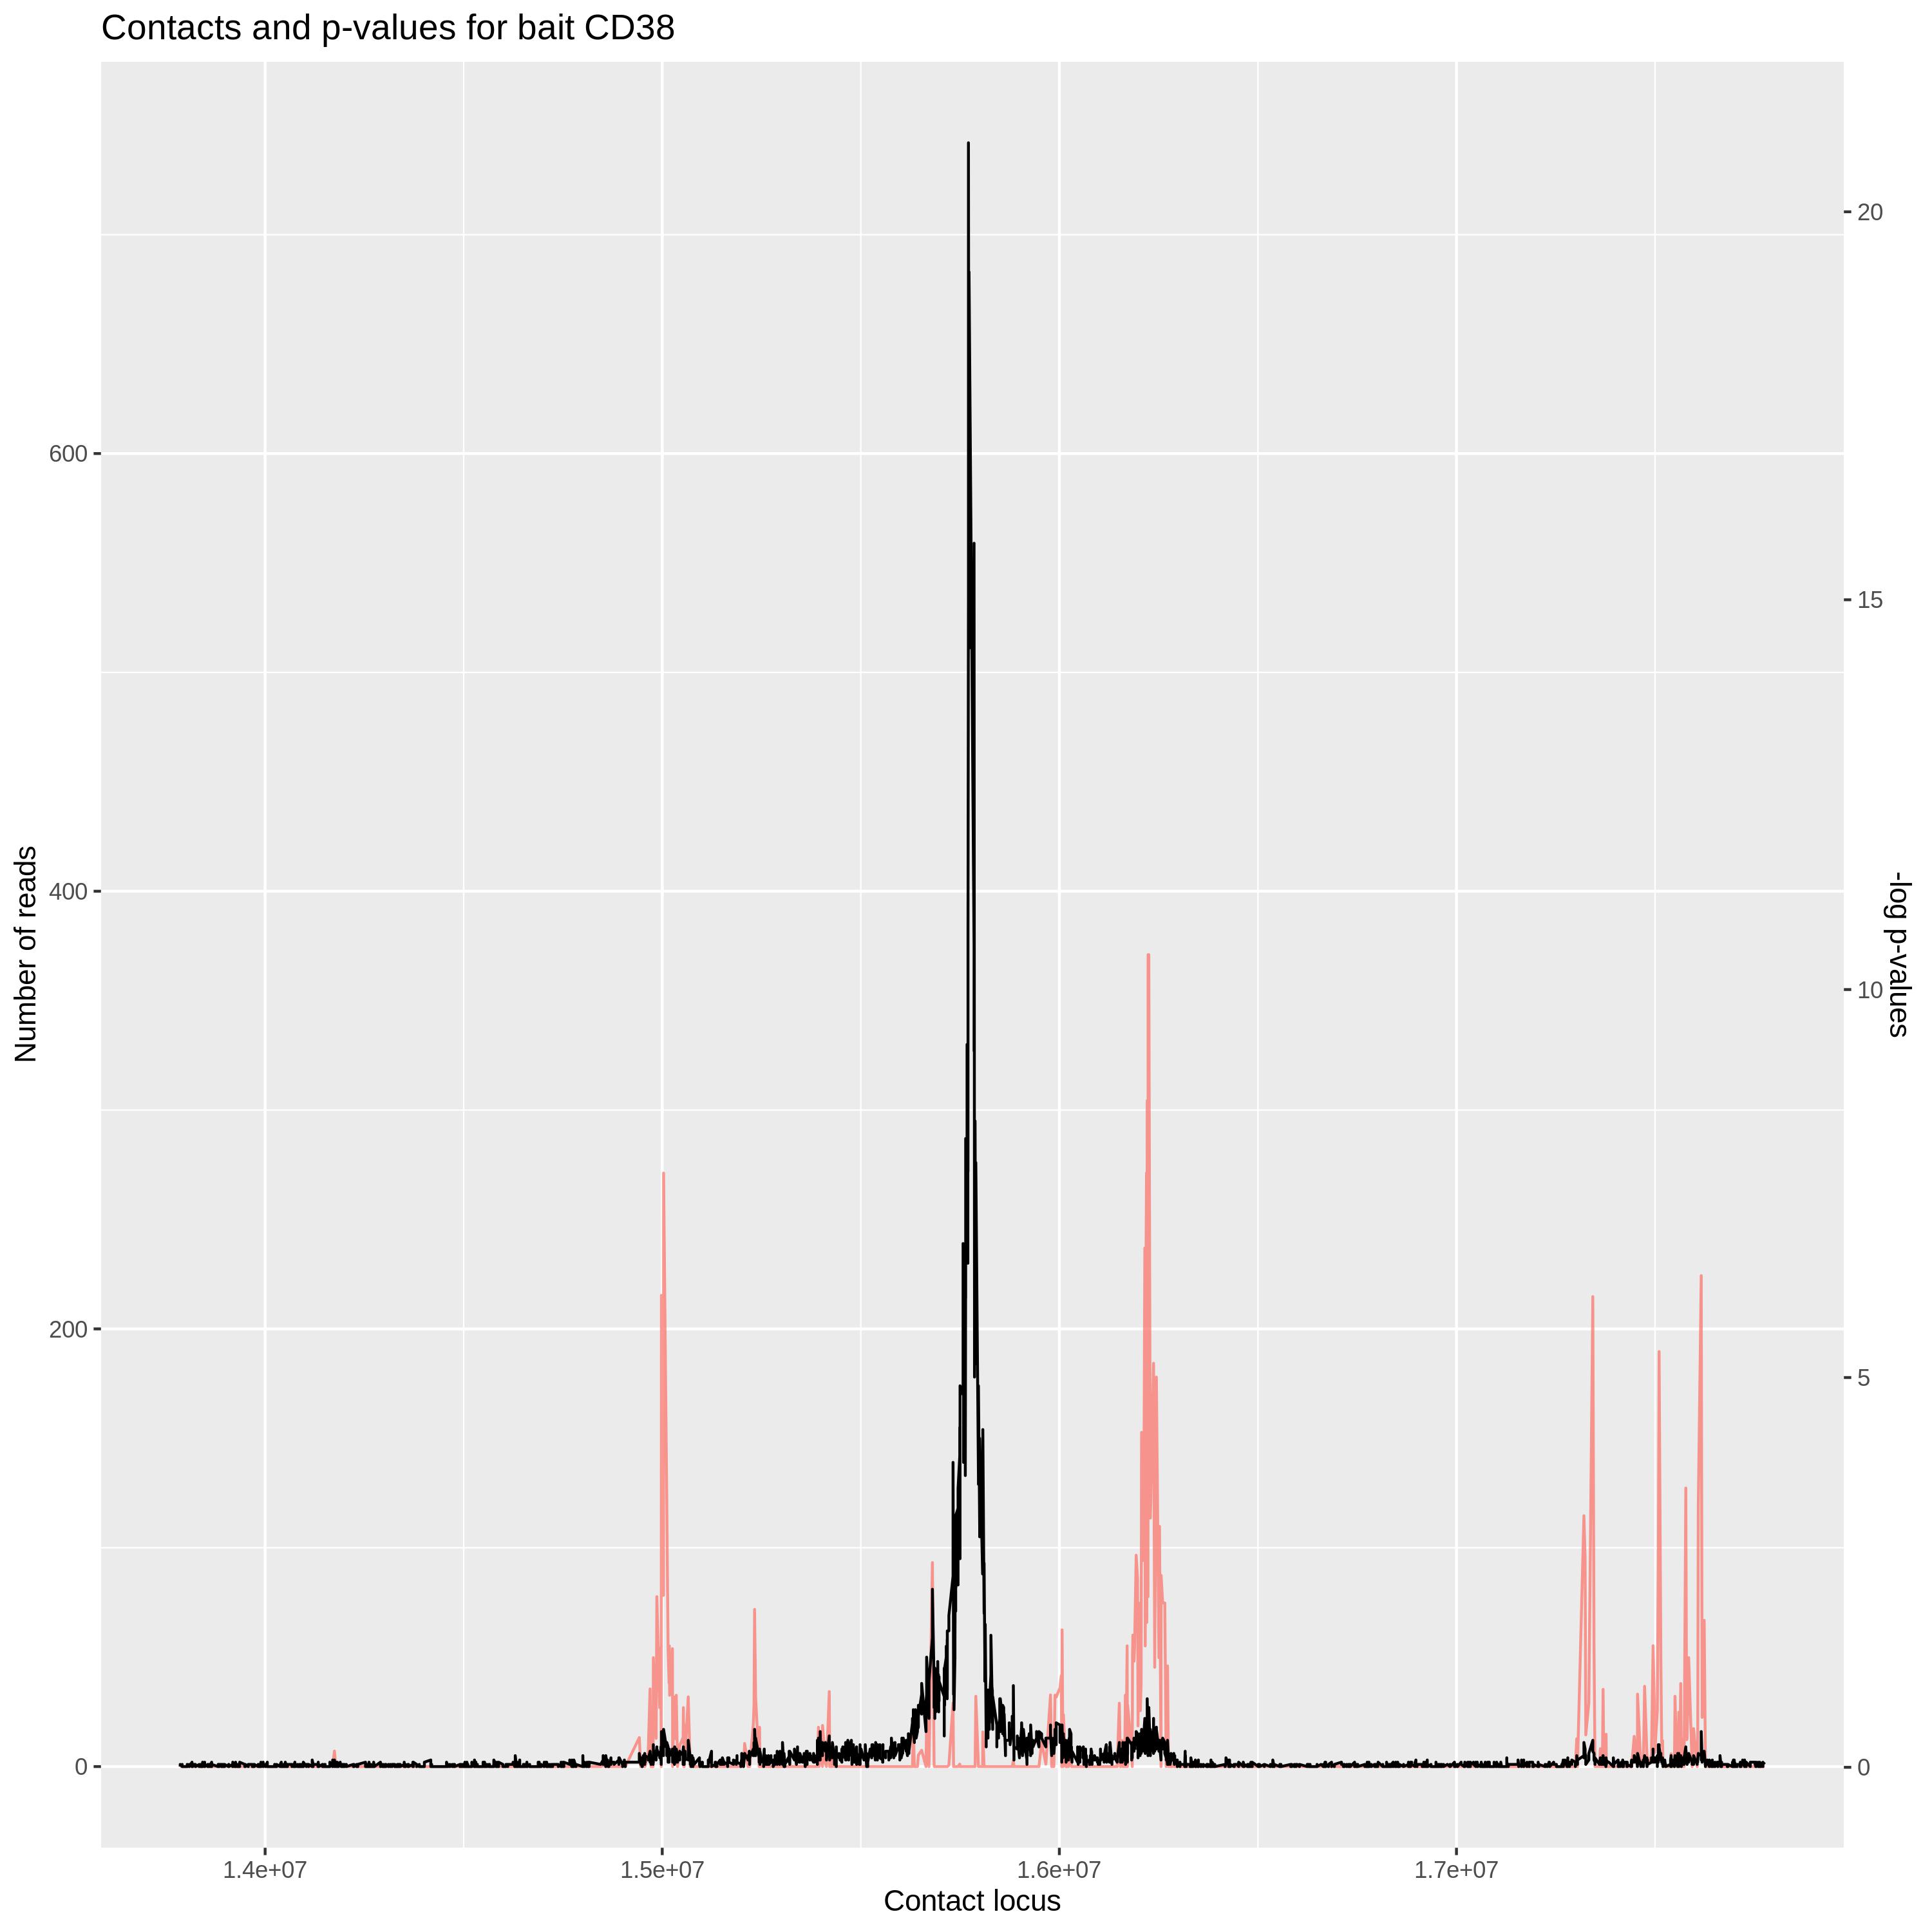 Contacts and p-values for bait CD38
Number of reads
600
400
200
0
20
15
10
5
0
-log p-values
1.4e+07
1.5e+07
1.6e+07
1.7e+07
Contact locus